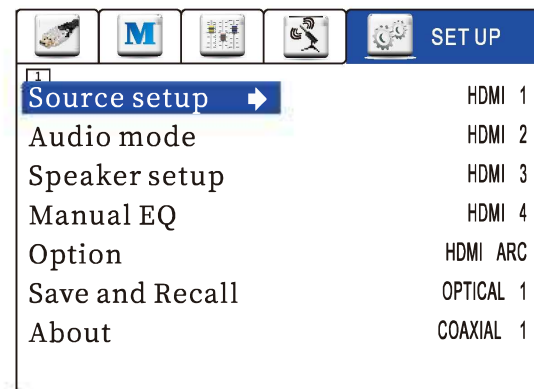 M SET UP
1
Source setup HDMI 1
Audio mode HDMI 2
Speaker setup HDMI 3
Manual EQ HDMI 4
Option HDMI ARC
Save and Recall OPTICAL 1
About COAXIAL 1